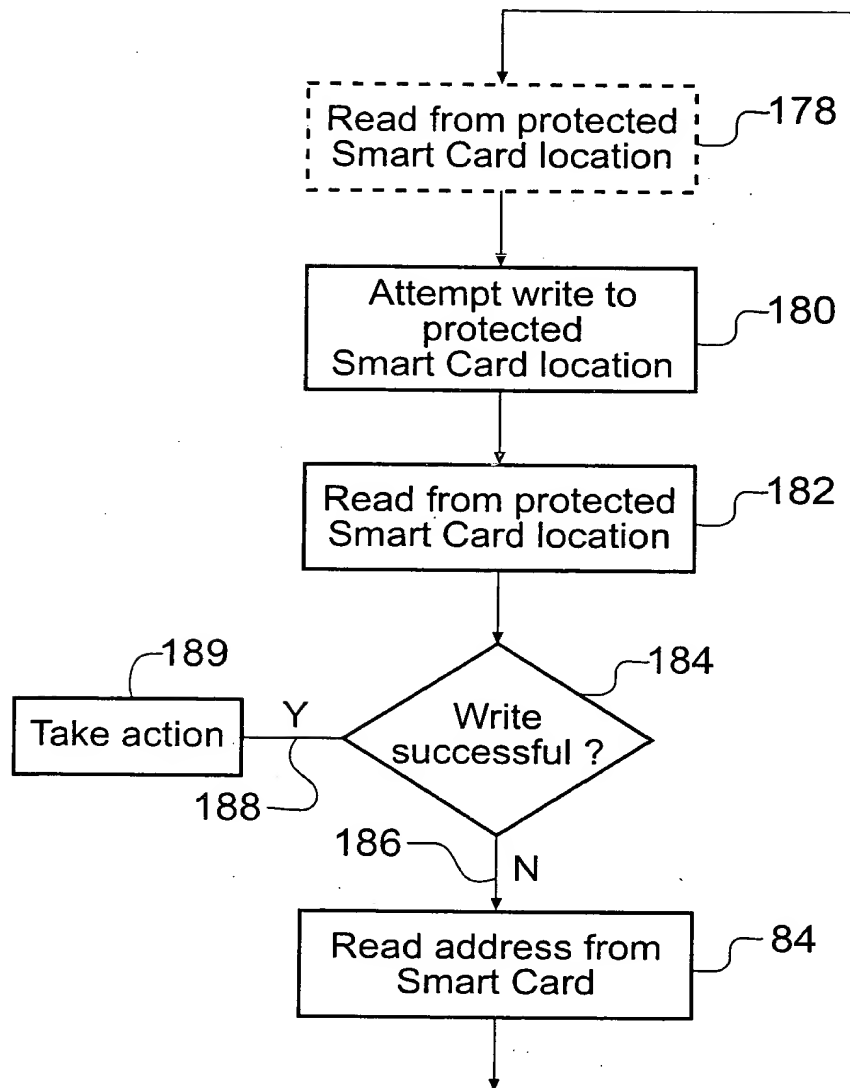 Read from protected
Smart Card location
178
Attempt write to
protected
Smart Card location
180
Read from protected
Smart Card location
182
189
184
Take action
Y
Write
successful ?
188
186
N
Read address from
Smart Card
84